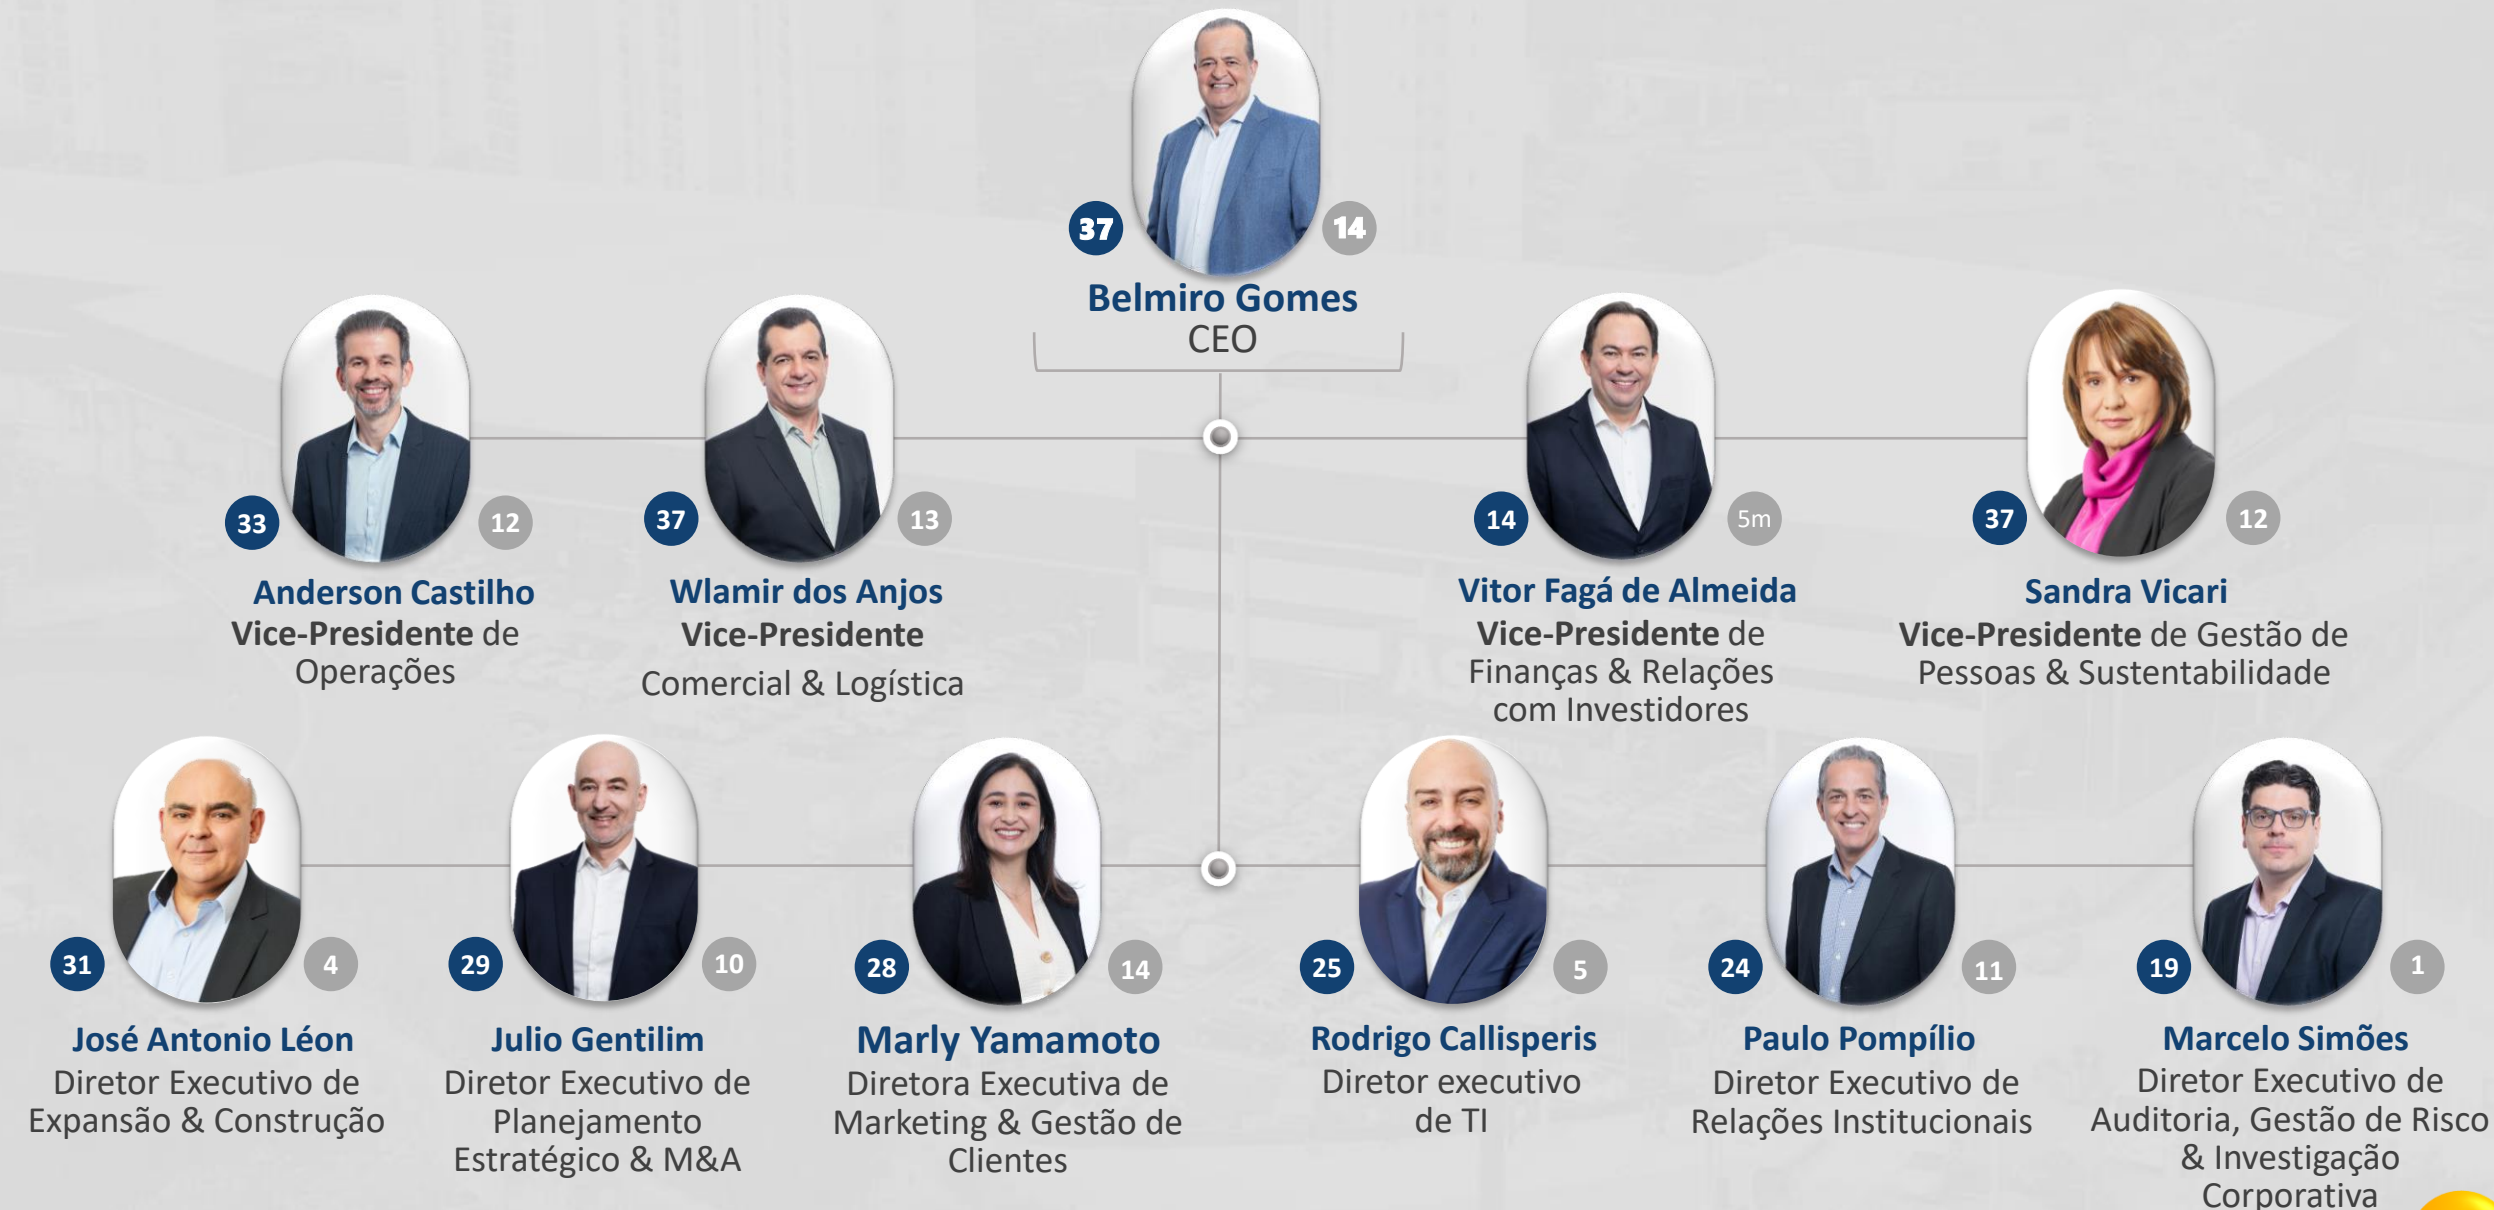 37
14
Belmiro Gomes
CEO
33
12
Anderson Castilho
Vice-Presidente de
Operações
37
13
Wlamir dos Anjos
Vice-Presidente
Comercial & Logística
14
5m
Vitor Fagá de Almeida
Vice-Presidente de
Finanças & Relações
com Investidores
37
12
Sandra Vicari
Vice-Presidente de Gestão de
Pessoas & Sustentabilidade
31
4
José Antonio Léon
Diretor Executivo de
Expansão & Construção
29
10
Julio Gentilim
Diretor Executivo de
Planejamento
Estratégico & M&A
28
14
Marly Yamamoto
Diretora Executiva de
Marketing & Gestão de
Clientes
25
5
Rodrigo Callisperis
Diretor executivo
de TI
24
11
Paulo Pompílio
Diretor Executivo de
Relações Institucionais
19
1
Marcelo Simões
Diretor Executivo de
Auditoria, Gestão de Risco
& Investigação
Corporativa